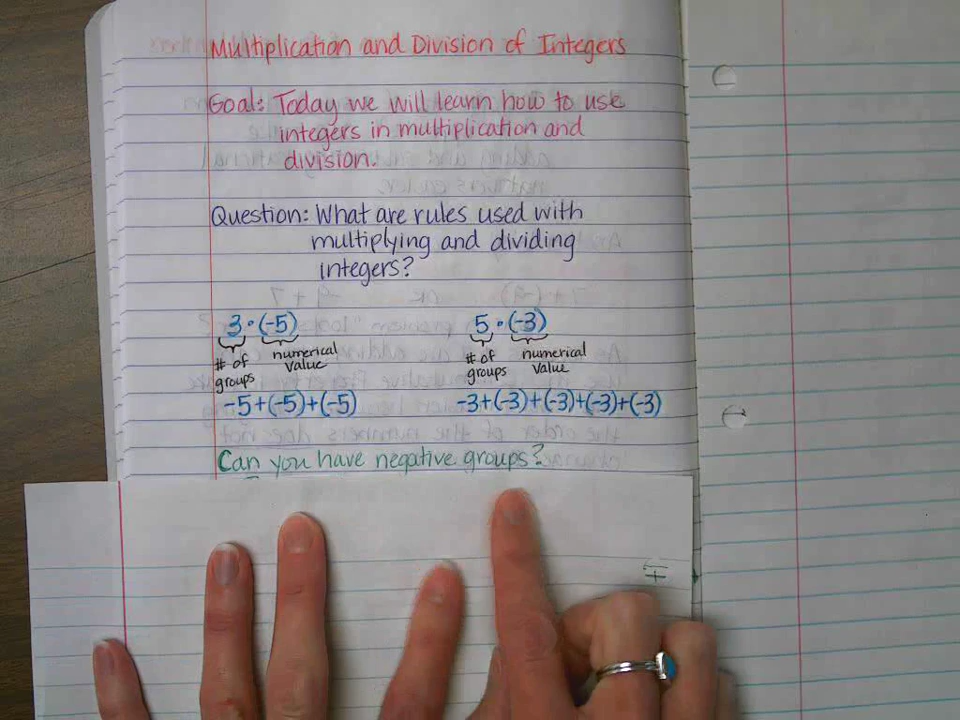 Multiplication and Division of Integers
Goal: Today we will learn how to use
integers in multiplication and
division.
Question: What are rules used with
multiplying and dividing
integers?
3 · (-5) 5 · (-3)
# of groups numerical value # of groups numerical value
-5+(-5)+(-5) -3+(-3)+(-3)+(-3)+(-3)
Can you have negative groups?